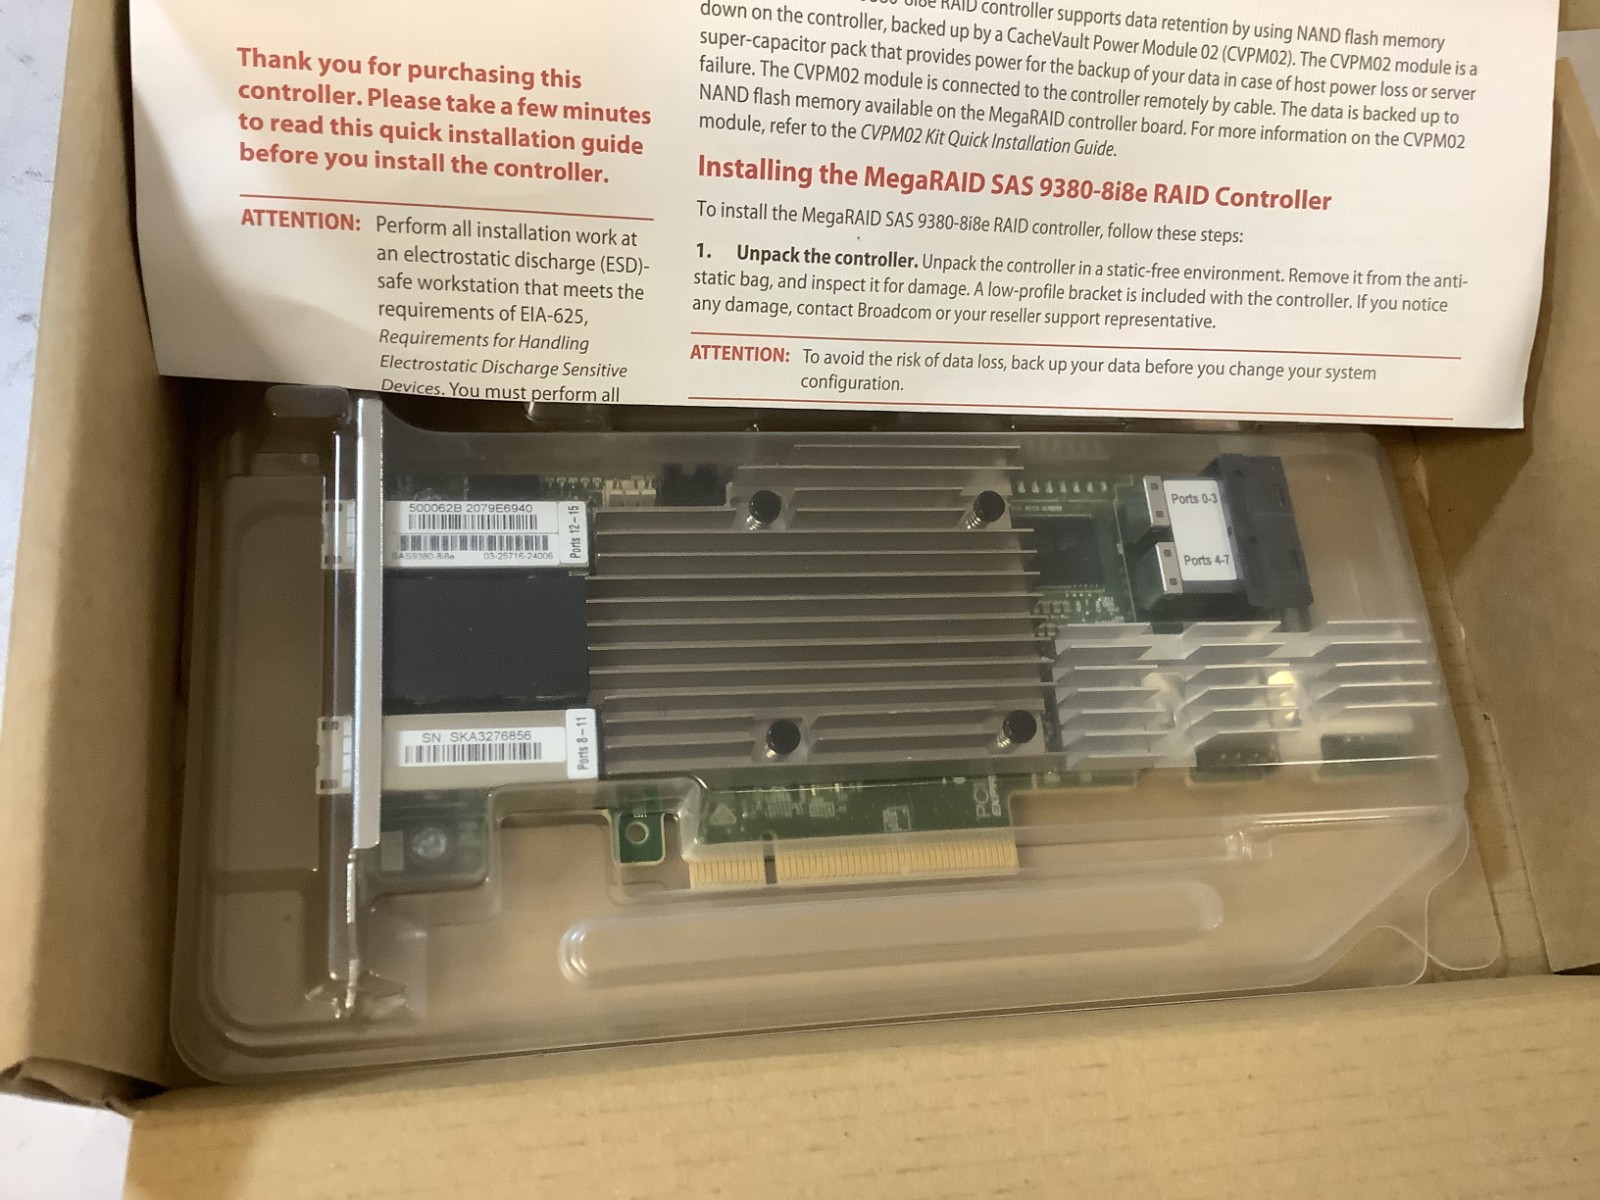 Thank you for purchasing this
controller. Please take a few minutes
to read this quick installation guide
before you install the controller.
ATTENTION: Perform all installation work at
an electrostatic discharge (ESD)-
safe workstation that meets the
requirements of EIA-625,
Requirements for Handling
Electrostatic Discharge Sensitive
Devices. You must perform all
RAID controller supports data retention by using NAND flash memory
down on the controller, backed up by a CacheVault Power Module 02 (CVPM02). The CVPM02 module is a
super-capacitor pack that provides power for the backup of your data in case of host power loss or server
failure. The CVPM02 module is connected to the controller remotely by cable. The data is backed up to
NAND flash memory available on the MegaRAID controller board. For more information on the CVPM02
module, refer to the CVPM02 Kit Quick Installation Guide.
Installing the MegaRAID SAS 9380-8i8e RAID Controller
To install the MegaRAID SAS 9380-8i8e RAID controller, follow these steps:
1. Unpack the controller. Unpack the controller in a static-free environment. Remove it from the anti-
static bag, and inspect it for damage. A low-profile bracket is included with the controller. If you notice
any damage, contact Broadcom or your reseller support representative.
ATTENTION: To avoid the risk of data loss, back up your data before you change your system
configuration.
500062B 2079E6940
SAS9380-8i8e 03-25716-24006
Ports 12-15
Ports 0-3
Ports 4-7
SN. SKA3276856
Ports 8-11